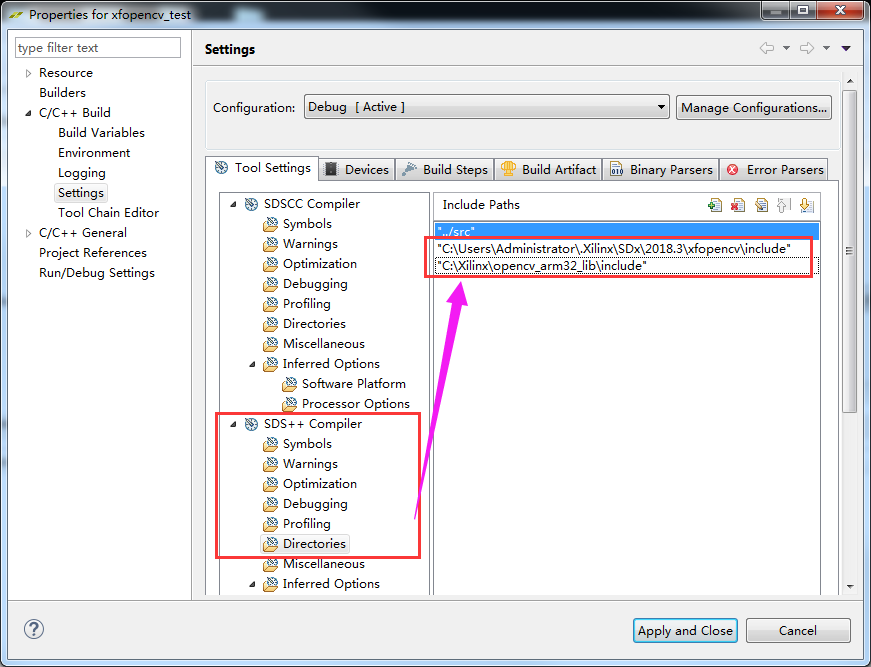 Properties for xfopencv_test
type filter text
Resource
Builders
C/C++ Build
Build Variables
Environment
Logging
Settings
Tool Chain Editor
C/C++ General
Project References
Run/Debug Settings
Settings
Configuration:
Debug [ Active ]
Manage Configurations...
Tool Settings
Devices
Build Steps
Build Artifact
Binary Parsers
Error Parsers
SDSCC Compiler
Symbols
Warnings
Optimization
Debugging
Profiling
Directories
Miscellaneous
Inferred Options
Software Platform
Processor Options
SDS++ Compiler
Symbols
Warnings
Optimization
Debugging
Profiling
Directories
Miscellaneous
Inferred Options
Include Paths
"../src"
"C:\Users\Administrator\.Xilinx\SDx\2018.3\xfopencv\include"
"C:\Xilinx\opencv_arm32_lib\include"
?
Apply and Close
Cancel